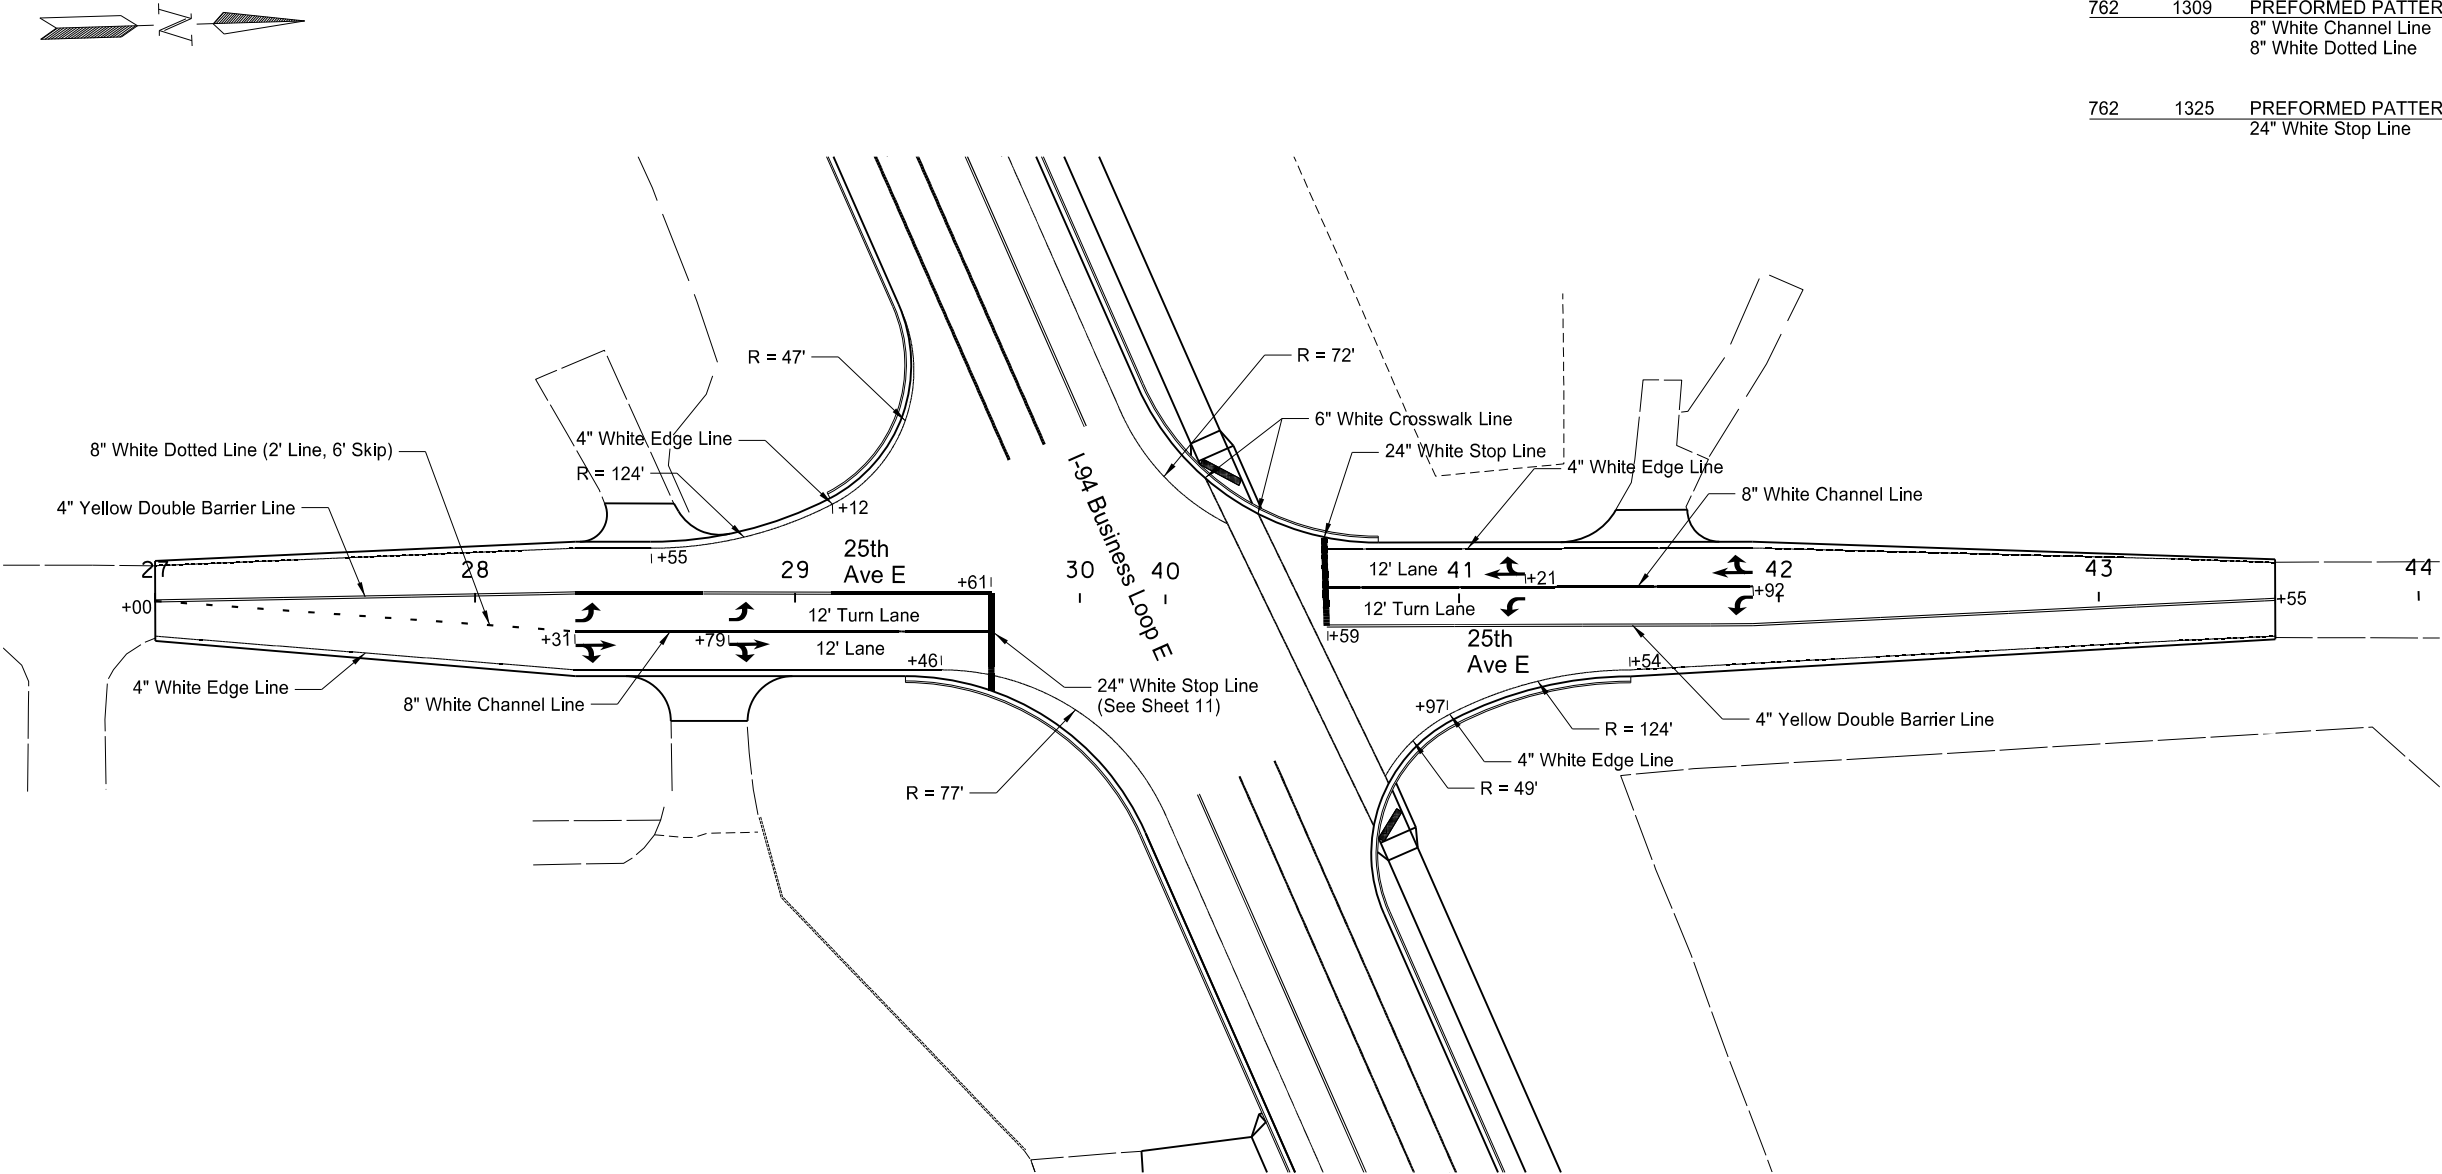 N
762 1309 PREFORMED PATTER
8" White Channel Line
8" White Dotted Line
762 1325 PREFORMED PATTER
24" White Stop Line
R = 47'
R = 72'
6" White Crosswalk Line
4" White Edge Line
8" White Dotted Line (2' Line, 6' Skip)
24" White Stop Line
R = 124'
4" White Edge Line
8" White Channel Line
4" Yellow Double Barrier Line
+12
I-94 Business Loop E
+55
25th
Ave E
27
28
29
30
40
12' Lane
41
42
43
44
+61
+21
+92
+00
12' Turn Lane
12' Turn Lane
+55
+31
+79
12' Lane
+59
25th
Ave E
+46
+54
4" White Edge Line
24" White Stop Line
(See Sheet 11)
8" White Channel Line
+97
4" Yellow Double Barrier Line
R = 124'
4" White Edge Line
R = 77'
R = 49'